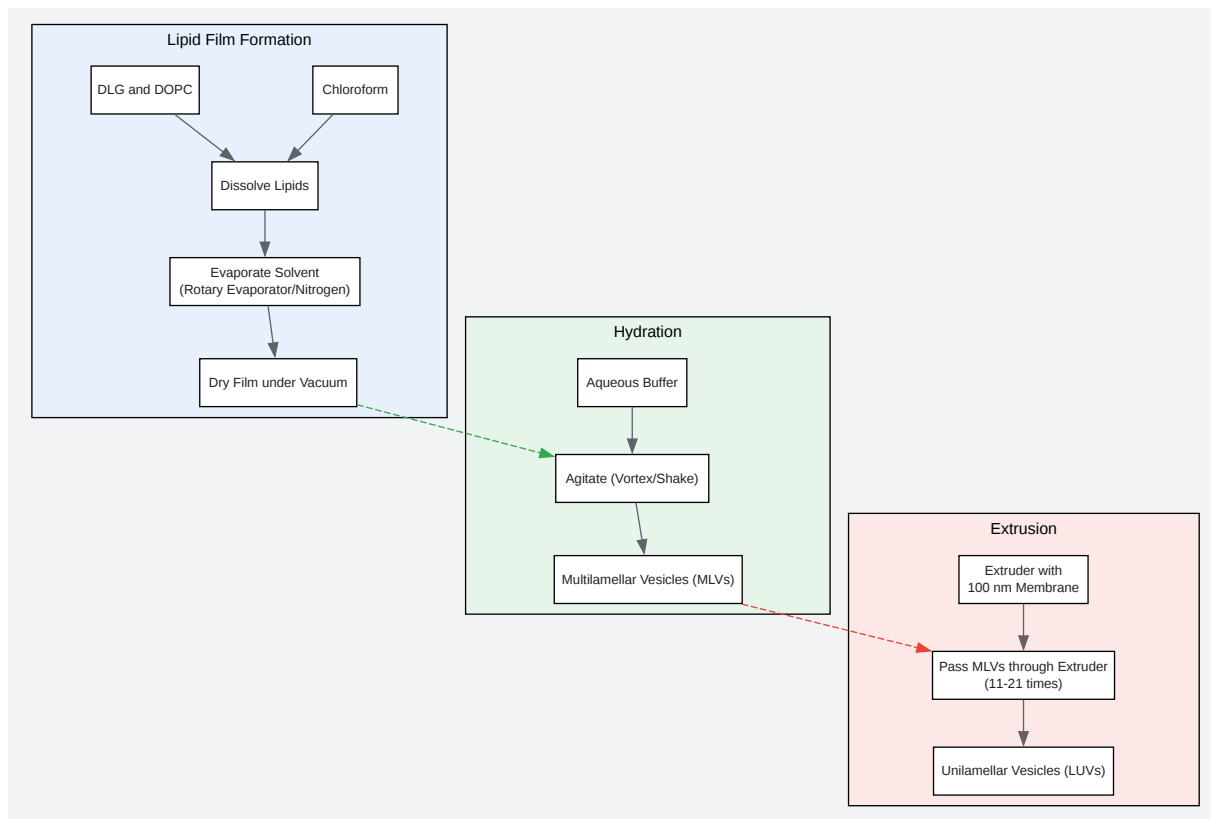 Lipid Film Formation
DLG and DOPC
Chloroform
Dissolve Lipids
Evaporate Solvent
(Rotary Evaporator/Nitrogen)
Dry Film under Vacuum
Hydration
Aqueous Buffer
Agitate (Vortex/Shake)
Multilamellar Vesicles (MLVs)
Extrusion
Extruder with
100 nm Membrane
Pass MLVs through Extruder
(11-21 times)
Unilamellar Vesicles (LUVs)